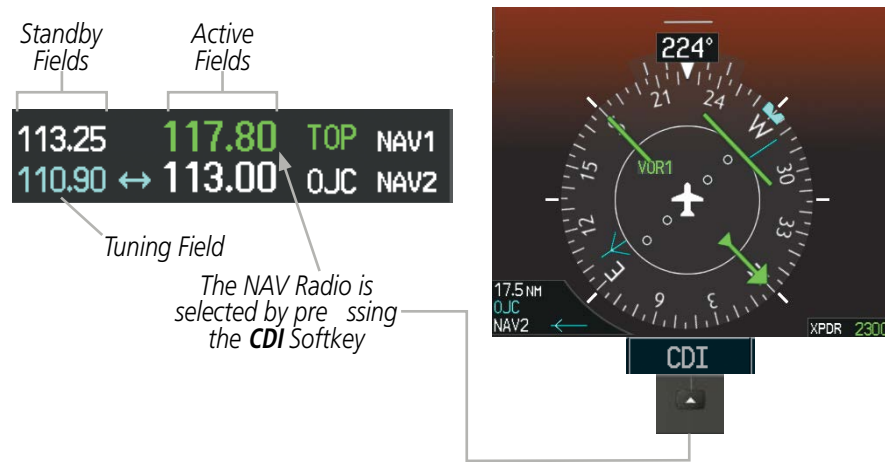 Standby
Fields
Active
Fields
113.25 117.80 TOP NAV1
110.90 ↔ 113.00 OJC NAV2
Tuning Field
The NAV Radio is
selected by pre ssing
the CDI Softkey
224°
21 24 W 30 33 3 6 E 12 15
VOR1
17.5 NM
OJC
NAV2
XPDR 2300
CDI